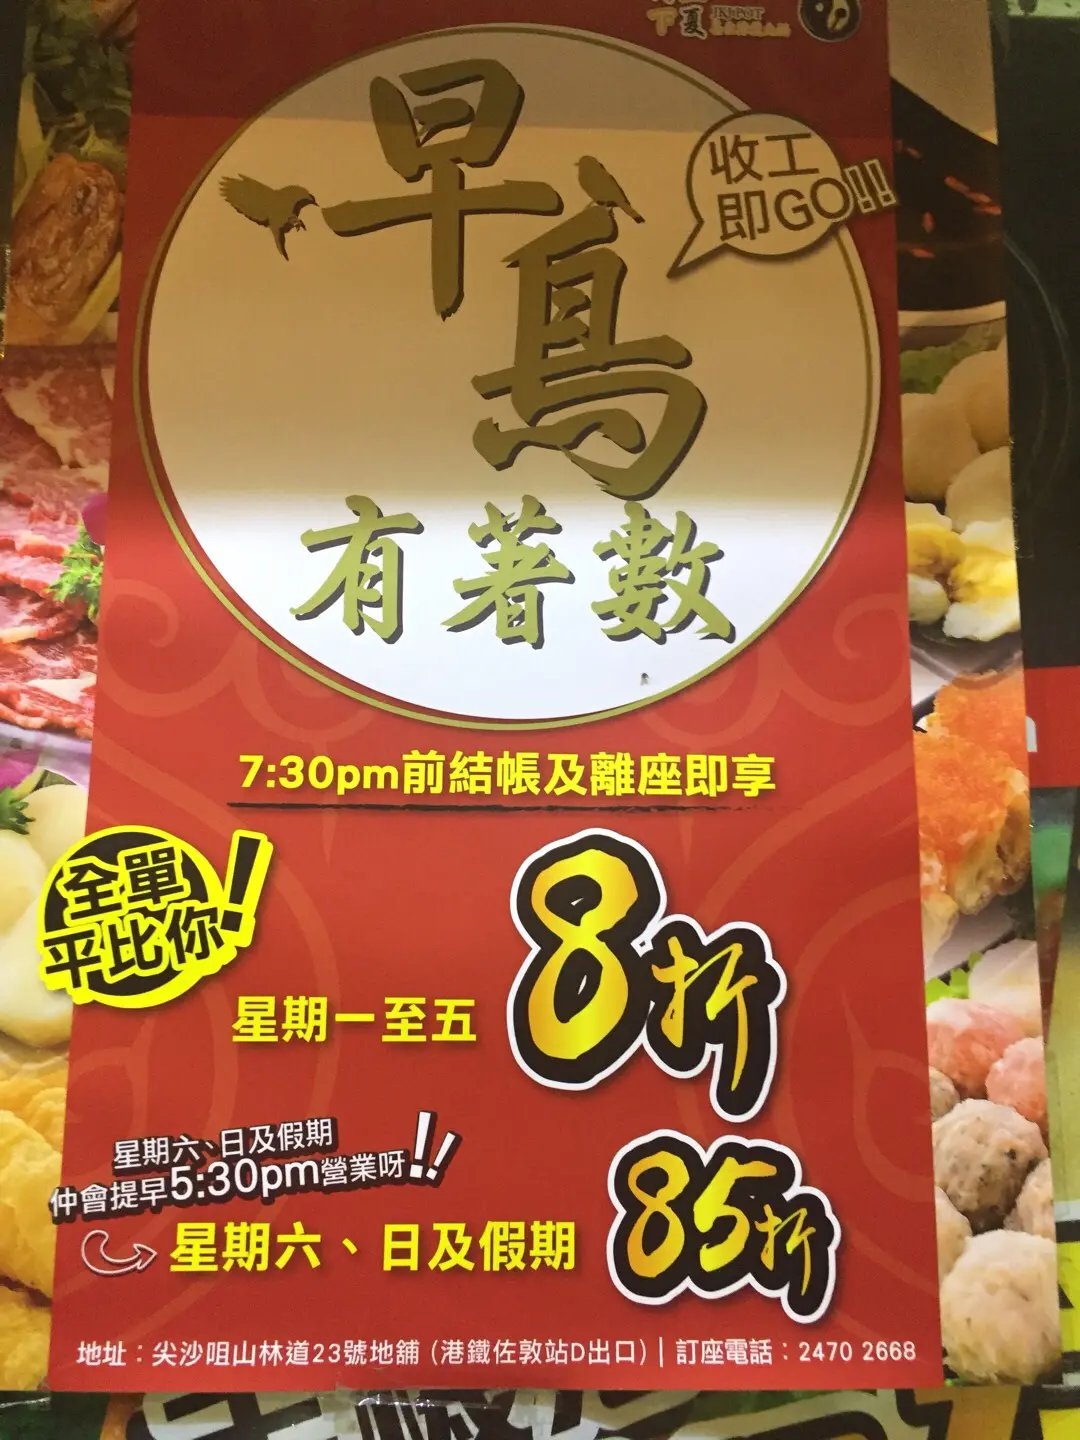 下夏
早鳥
收工
即GO!!
有著數
7:30pm前結帳及離座即享
全單
平比你!
星期一至五
8折
星期六、日及假期
仲會提早5:30pm營業呀!!
星期六、日及假期
85折
地址：尖沙咀山林道23號地舖 (港鐵佐敦站D出口) | 訂座電話：2470 2668